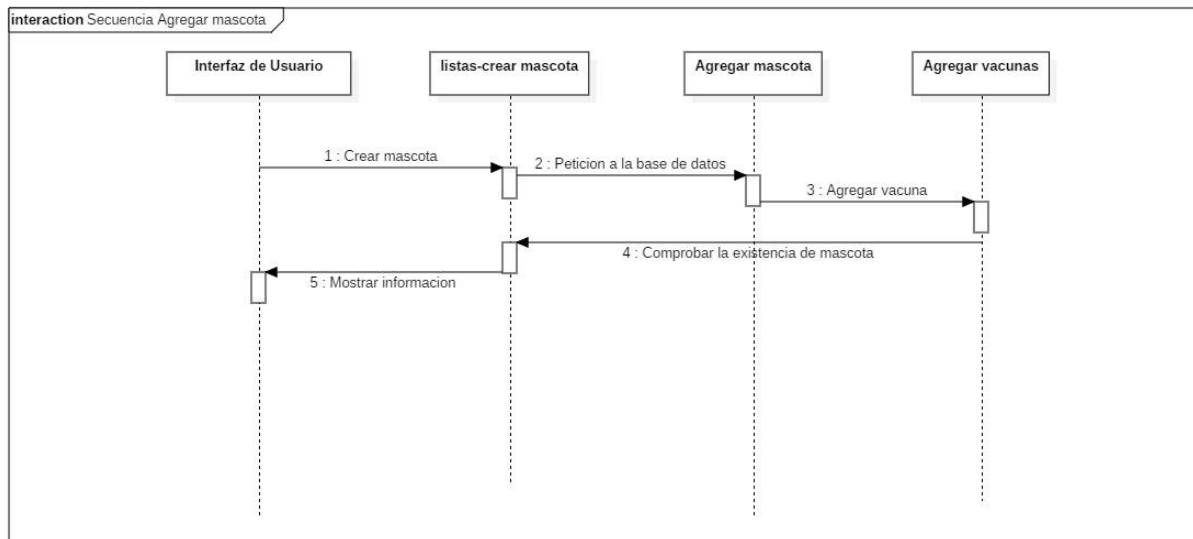 interaction Secuencia Agregar mascota
Interfaz de Usuario
listas-crear mascota
Agregar mascota
Agregar vacunas
1 : Crear mascota
2 : Peticion a la base de datos
3 : Agregar vacuna
4 : Comprobar la existencia de mascota
5 : Mostrar informacion